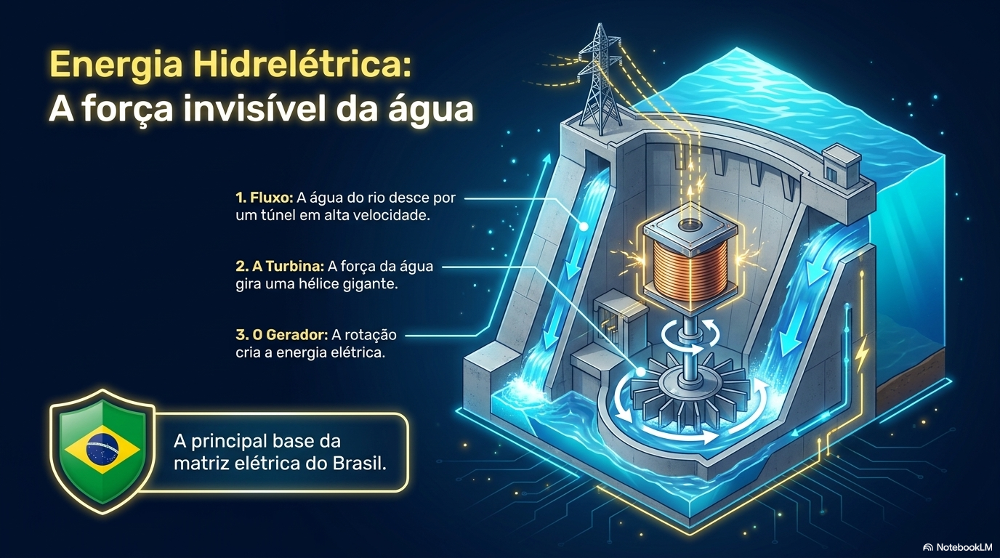 Energia Hidrelétrica:
A força invisível da água
1. Fluxo: A água do rio desce por
um túnel em alta velocidade.
2. A Turbina: A força da água
gira uma hélice gigante.
3. O Gerador: A rotação
cria a energia elétrica.
A principal base da
matriz elétrica do Brasil.
NotebookLM